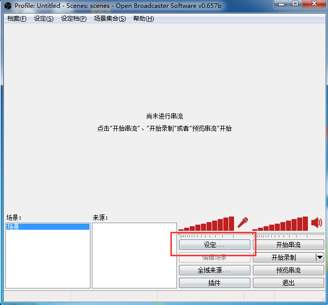 Profile: Untitled - Scenes: scenes - Open Broadcaster Software v0.657b
档案(F) 设定(S) 设定档(P) 场景集合(S) 帮助(H)
尚未进行串流
点击"开始串流"、"开始录制"或者"预览串流"开始
场景: 来源:
场景
设定... 开始串流
编辑场景 开始录制
全域来源... 预览串流
插件 退出